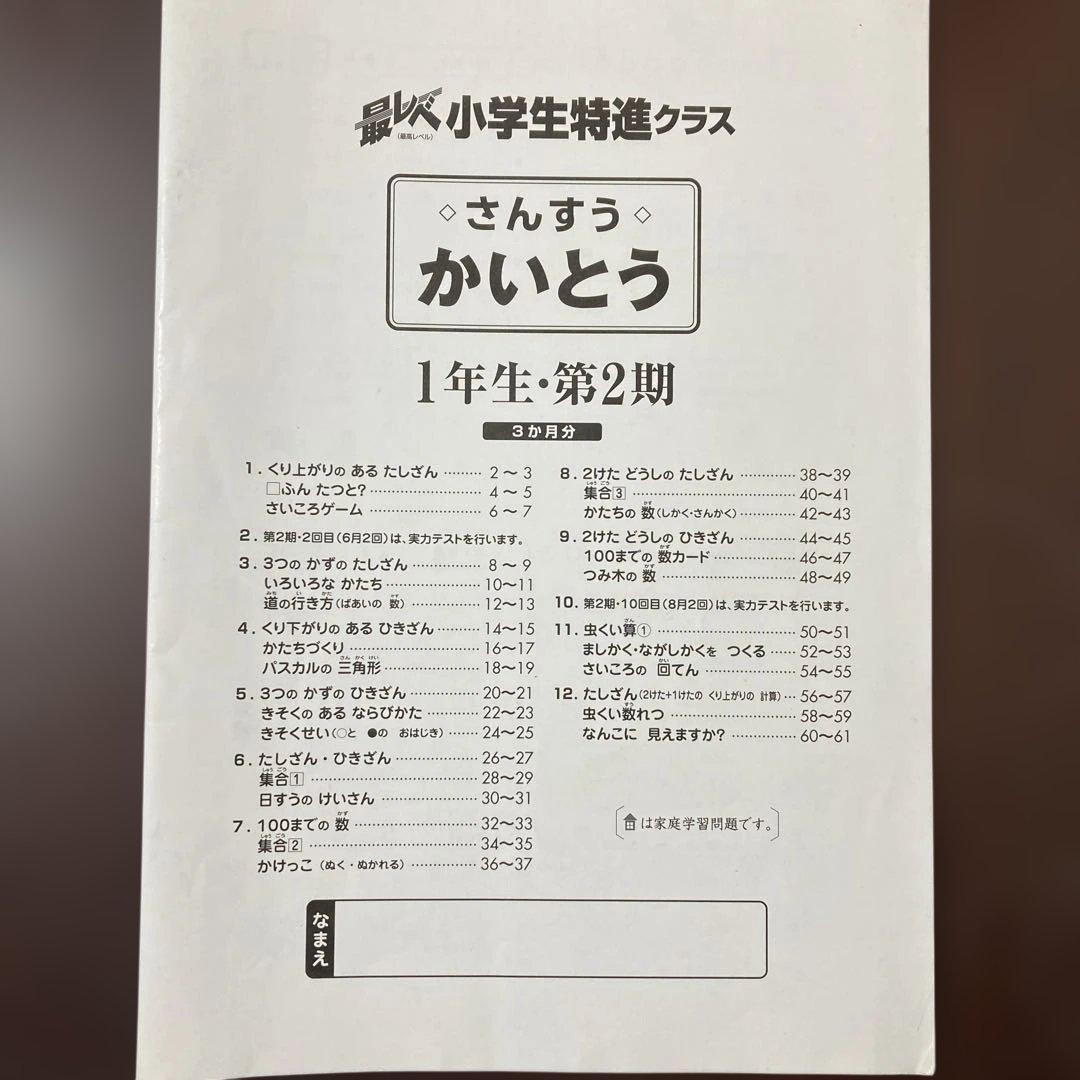 最レベ 小学生特進クラス
(最高レベル)
◇さんすう◇
かいとう
1年生・第2期
3か月分
1. くり上がりの ある たしざん ……… 2〜3
□ふん たつと? ……… 4〜5
さいころゲーム ……… 6〜7
2. 第2期・2回目(6月2回)は、実力テストを行います。
3. 3つの かずの たしざん ……… 8〜9
いろいろな かたち ……… 10〜11
道の行き方(ばあいの 数) ……… 12〜13
4. くり下がりの ある ひきざん ……… 14〜15
かたちづくり ……… 16〜17
パスカルの 三角形 ……… 18〜19
5. 3つの かずの ひきざん ……… 20〜21
きそくの ある ならびかた ……… 22〜23
きそくせい(○と ●の おはじき) ……… 24〜25
6. たしざん・ひきざん ……… 26〜27
集合1 ……… 28〜29
日すうの けいさん ……… 30〜31
7. 100までの 数 ……… 32〜33
集合2 ……… 34〜35
かけっこ(ぬく・ぬかれる) ……… 36〜37
8. 2けた どうしの たしざん ……… 38〜39
集合3 ……… 40〜41
かたちの 数(しかく・さんかく) ……… 42〜43
9. 2けた どうしの ひきざん ……… 44〜45
100までの 数カード ……… 46〜47
つみ木の 数 ……… 48〜49
10. 第2期・10回目(8月2回)は、実力テストを行います。
11. 虫くい算① ……… 50〜51
ましかく・ながしかくを つくる ……… 52〜53
さいころの 回てん ……… 54〜55
12. たしざん(2けた+1けたの くり上がりの 計算) … 56〜57
虫くい数れつ ……… 58〜59
なんこに 見えますか? ……… 60〜61
は家庭学習問題です。
なまえ